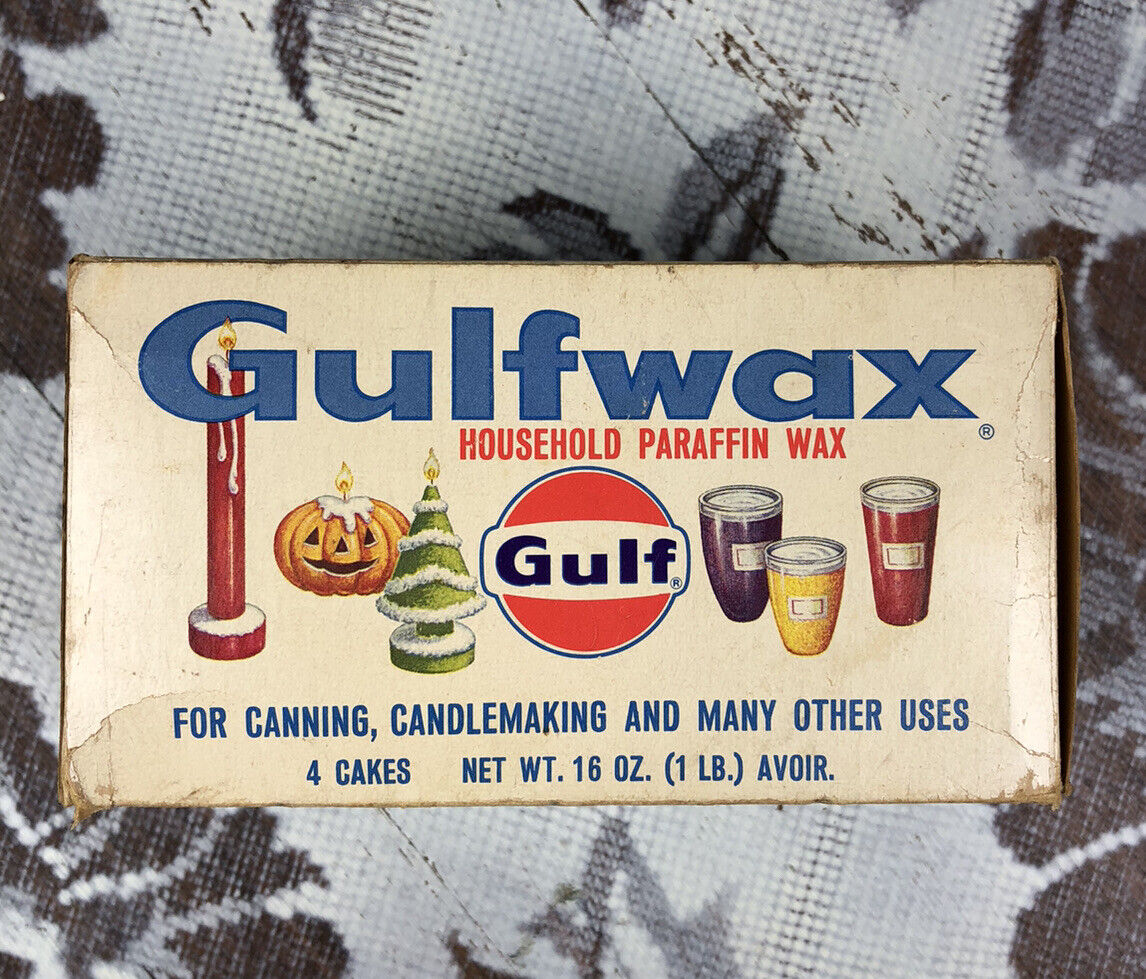 Gulfwax®
HOUSEHOLD PARAFFIN WAX
Gulf®
FOR CANNING, CANDLEMAKING AND MANY OTHER USES
4 CAKES NET WT. 16 OZ. (1 LB.) AVOIR.